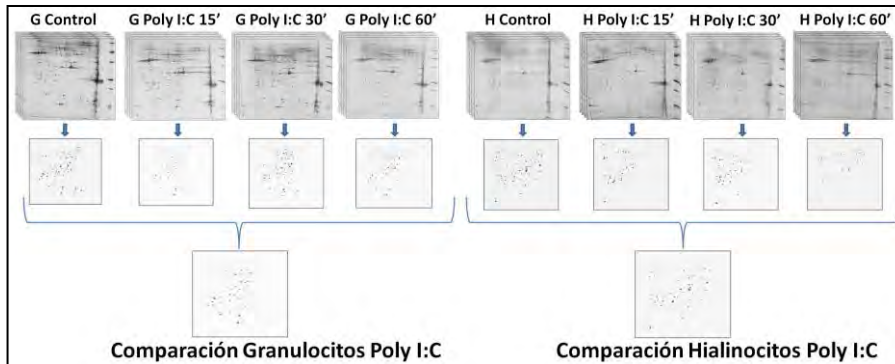 G Control G Poly I:C 15’ G Poly I:C 30’ G Poly I:C 60’ H Control H Poly I:C 15’ H Poly I:C 30’ H Poly I:C 60’
Comparación Granulocitos Poly I:C Comparación Hialinocitos Poly I:C